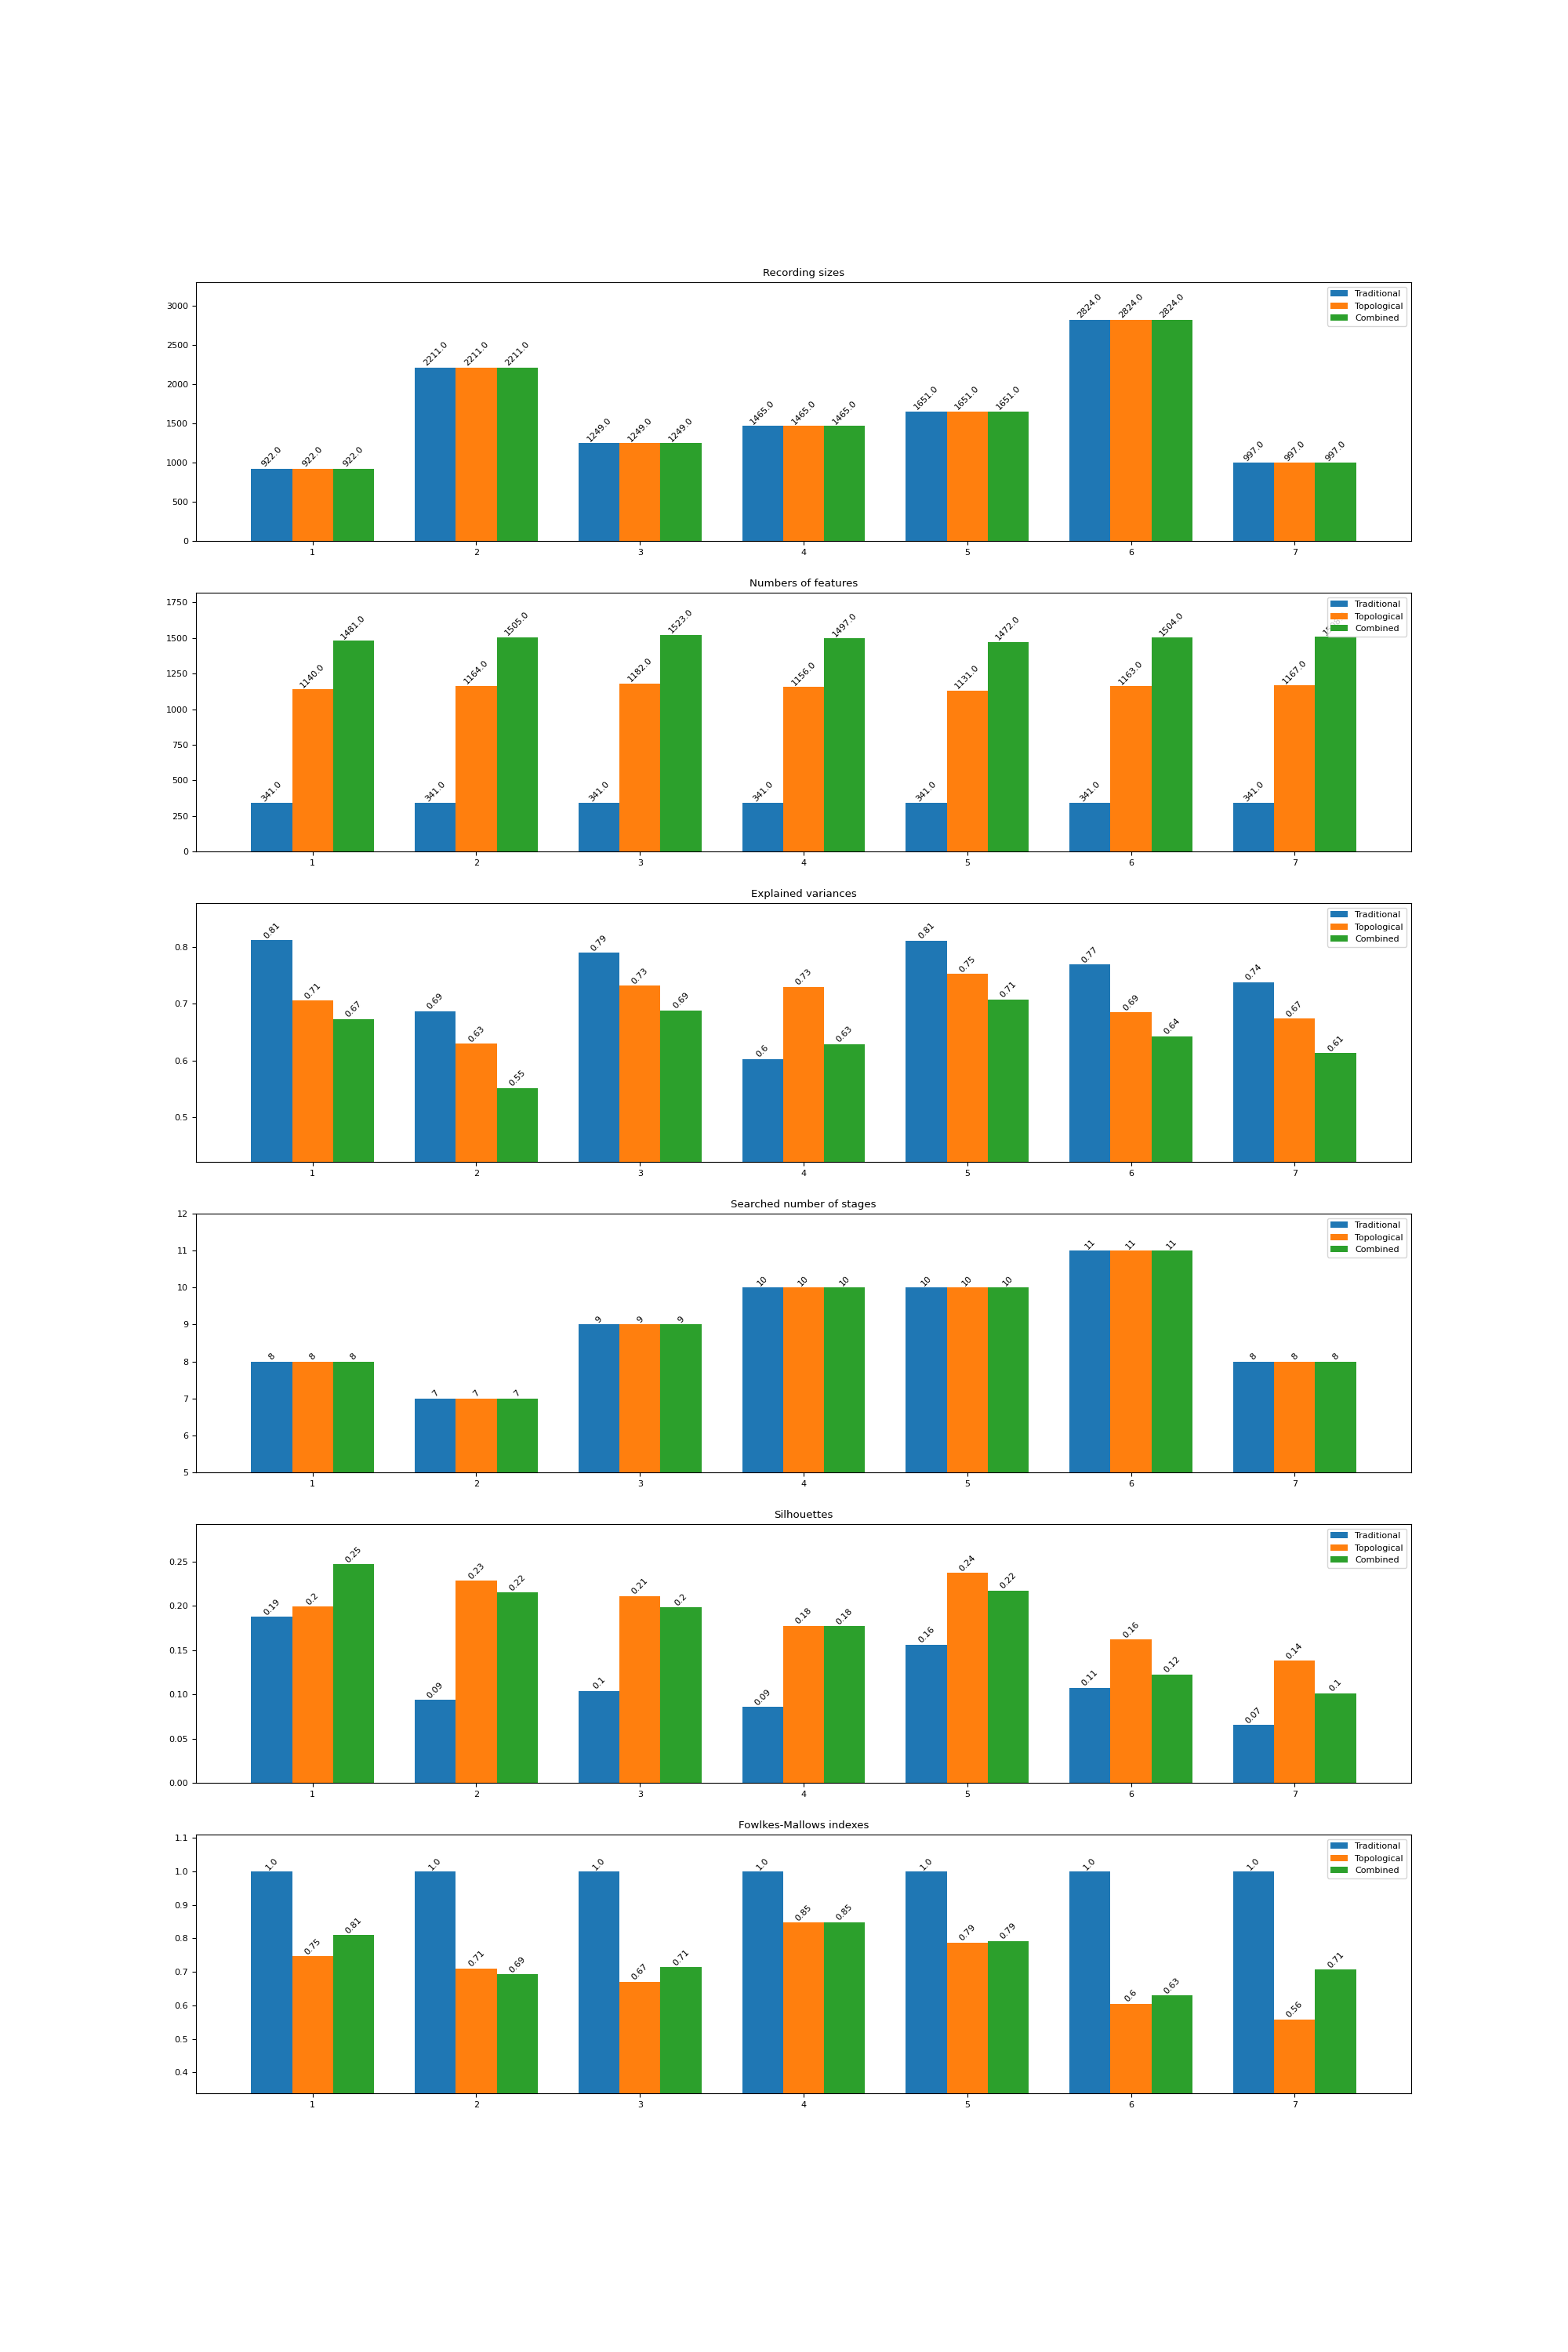 Recording sizes
3000
2500
2000
1500
1000
500
0
922.0 922.0 922.0 2211.0 2211.0 2211.0 1249.0 1249.0 1249.0 1465.0 1465.0 1465.0 1651.0 1651.0 1651.0 2824.0 2824.0 2824.0 997.0 997.0 997.0
Traditional
Topological
Combined
1 2 3 4 5 6 7
Numbers of features
1750
1500
1250
1000
750
500
250
0
341.0 1140.0 1481.0 341.0 1164.0 1505.0 341.0 1182.0 1523.0 341.0 1156.0 1497.0 341.0 1131.0 1472.0 341.0 1163.0 1504.0 341.0 1167.0
Traditional
Topological
Combined
1 2 3 4 5 6 7
Explained variances
0.8
0.7
0.6
0.5
0.81 0.71 0.67 0.69 0.63 0.55 0.79 0.73 0.69 0.6 0.73 0.63 0.81 0.75 0.71 0.77 0.69 0.64 0.74 0.67 0.61
Traditional
Topological
Combined
1 2 3 4 5 6 7
Searched number of stages
12
11
10
9
8
7
6
5
8 8 8 7 7 7 9 9 9 10 10 10 10 10 10 11 11 11 8 8 8
Traditional
Topological
Combined
1 2 3 4 5 6 7
Silhouettes
0.25
0.20
0.15
0.10
0.05
0.00
0.19 0.2 0.25 0.09 0.23 0.22 0.1 0.21 0.2 0.09 0.18 0.18 0.16 0.24 0.22 0.11 0.16 0.12 0.07 0.14 0.1
Traditional
Topological
Combined
1 2 3 4 5 6 7
Fowlkes-Mallows indexes
1.1
1.0
0.9
0.8
0.7
0.6
0.5
0.4
1.0 0.75 0.81 1.0 0.71 0.69 1.0 0.67 0.71 1.0 0.85 0.85 1.0 0.79 0.79 1.0 0.6 0.63 1.0 0.56 0.71
Traditional
Topological
Combined
1 2 3 4 5 6 7